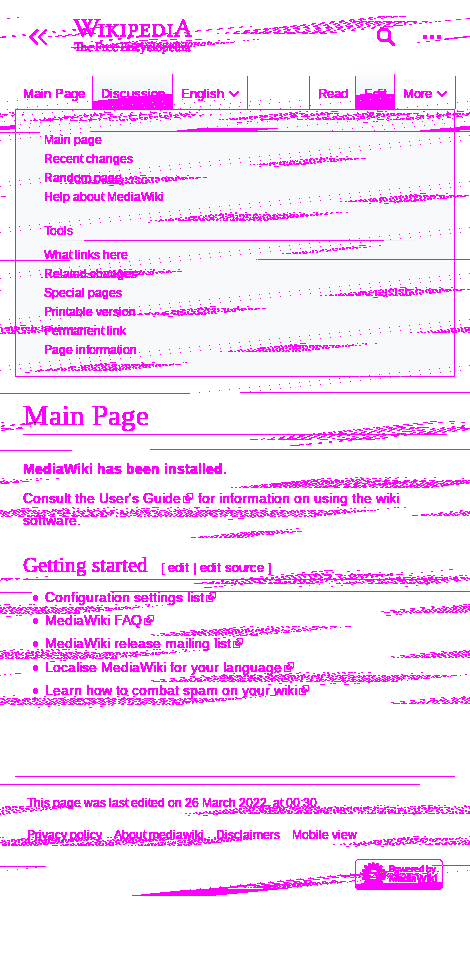 WIKIPEDIA
The Free Encyclopedia
Main Page Discussion English Read Edit More
Main page
Recent changes
Random page
Help about MediaWiki
Tools
What links here
Related changes
Special pages
Printable version
Permanent link
Page information
Main Page
MediaWiki has been installed.
Consult the User's Guide for information on using the wiki
software.
Getting started [ edit | edit source ]
Configuration settings list
MediaWiki FAQ
MediaWiki release mailing list
Localise MediaWiki for your language
Learn how to combat spam on your wiki
This page was last edited on 26 March 2022, at 00:30.
Privacy policy About mediawiki Disclaimers Mobile view
Powered by
MediaWiki